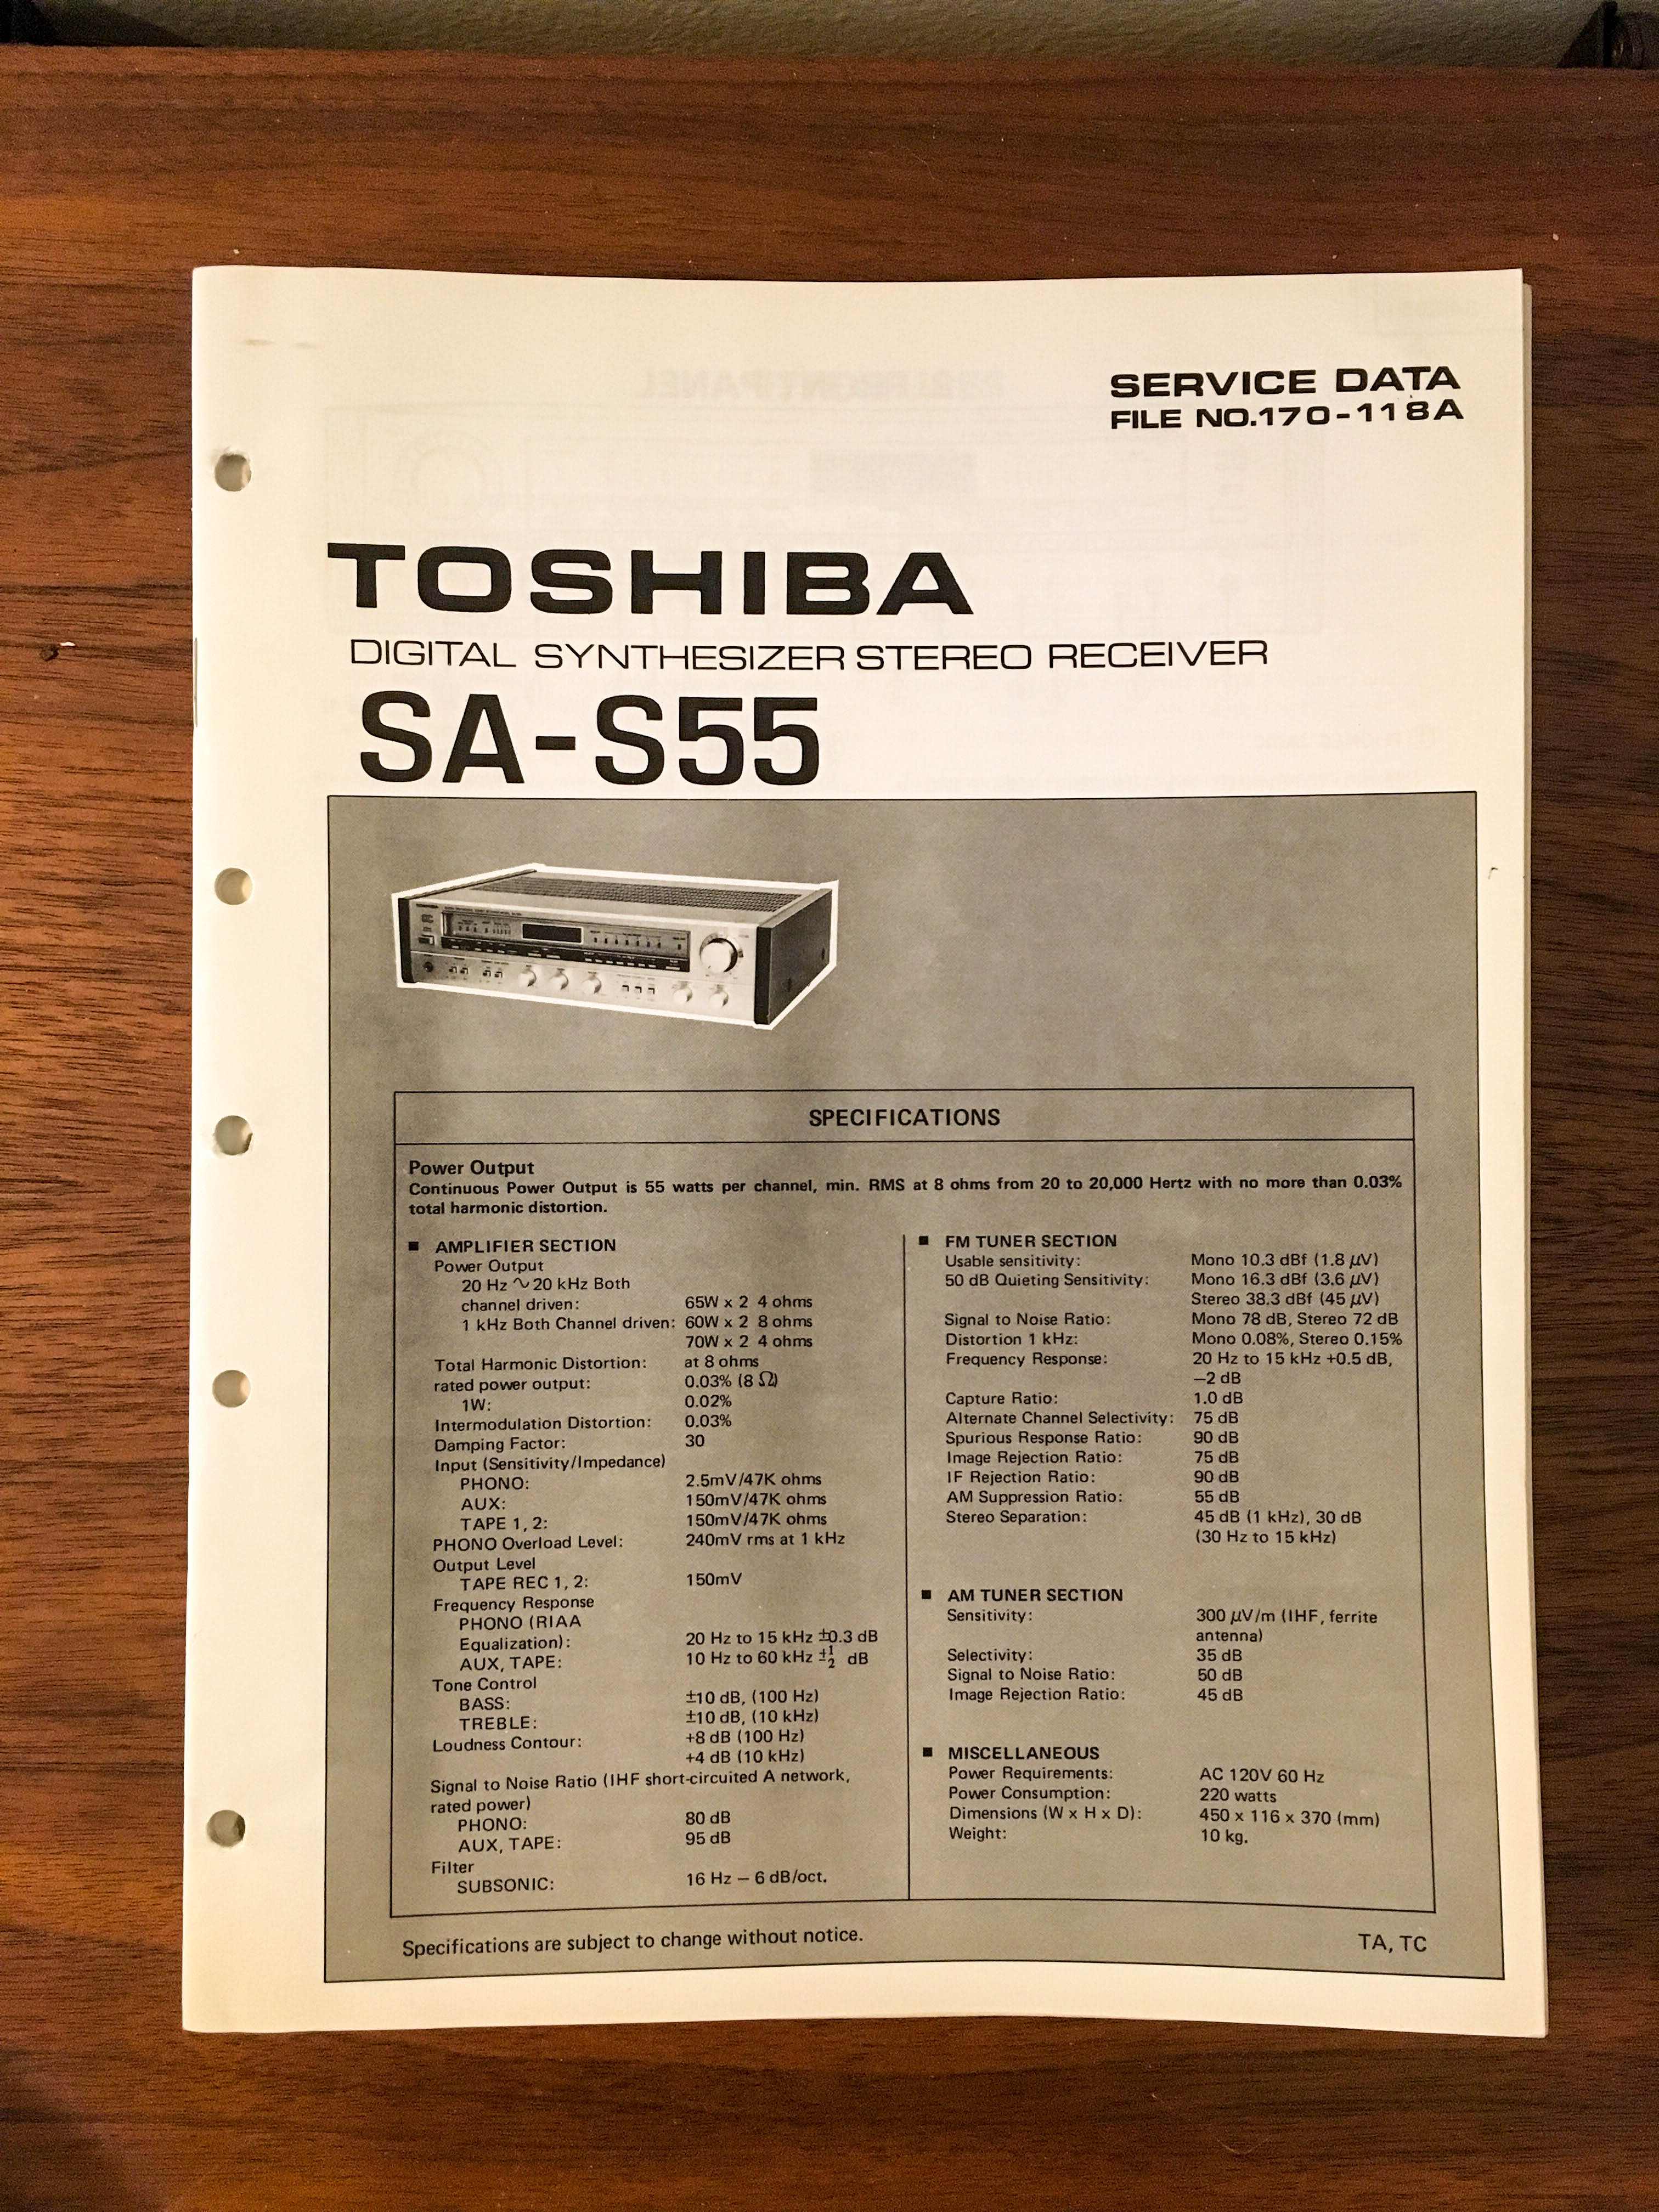 SERVICE DATA
FILE NO.170-118A
TOSHIBA
DIGITAL SYNTHESIZER STEREO RECEIVER
SA-S55
SPECIFICATIONS
Power Output
Continuous Power Output is 55 watts per channel, min. RMS at 8 ohms from 20 to 20,000 Hertz with no more than 0.03%
total harmonic distortion.
■ AMPLIFIER SECTION
Power Output
20 Hz ∿ 20 kHz Both
channel driven: 65W x 2 4 ohms
1 kHz Both Channel driven: 60W x 2 8 ohms
70W x 2 4 ohms
Total Harmonic Distortion: at 8 ohms
rated power output: 0.03% (8 Ω)
1W: 0.02%
Intermodulation Distortion: 0.03%
Damping Factor: 30
Input (Sensitivity/Impedance)
PHONO: 2.5mV/47K ohms
AUX: 150mV/47K ohms
TAPE 1, 2: 150mV/47K ohms
PHONO Overload Level: 240mV rms at 1 kHz
Output Level
TAPE REC 1, 2: 150mV
Frequency Response
PHONO (RIAA
Equalization): 20 Hz to 15 kHz ±0.3 dB
AUX, TAPE: 10 Hz to 60 kHz ±1/2 dB
Tone Control
BASS: ±10 dB, (100 Hz)
TREBLE: ±10 dB, (10 kHz)
Loudness Contour: +8 dB (100 Hz)
+4 dB (10 kHz)
Signal to Noise Ratio (IHF short-circuited A network,
rated power)
PHONO: 80 dB
AUX, TAPE: 95 dB
Filter
SUBSONIC: 16 Hz – 6 dB/oct.
■ FM TUNER SECTION
Usable sensitivity: Mono 10.3 dBf (1.8 μV)
50 dB Quieting Sensitivity: Mono 16.3 dBf (3.6 μV)
Stereo 38.3 dBf (45 μV)
Signal to Noise Ratio: Mono 78 dB, Stereo 72 dB
Distortion 1 kHz: Mono 0.08%, Stereo 0.15%
Frequency Response: 20 Hz to 15 kHz +0.5 dB,
–2 dB
Capture Ratio: 1.0 dB
Alternate Channel Selectivity: 75 dB
Spurious Response Ratio: 90 dB
Image Rejection Ratio: 75 dB
IF Rejection Ratio: 90 dB
AM Suppression Ratio: 55 dB
Stereo Separation: 45 dB (1 kHz), 30 dB
(30 Hz to 15 kHz)
■ AM TUNER SECTION
Sensitivity: 300 μV/m (IHF, ferrite
antenna)
Selectivity: 35 dB
Signal to Noise Ratio: 50 dB
Image Rejection Ratio: 45 dB
■ MISCELLANEOUS
Power Requirements: AC 120V 60 Hz
Power Consumption: 220 watts
Dimensions (W x H x D): 450 x 116 x 370 (mm)
Weight: 10 kg.
Specifications are subject to change without notice.
TA, TC